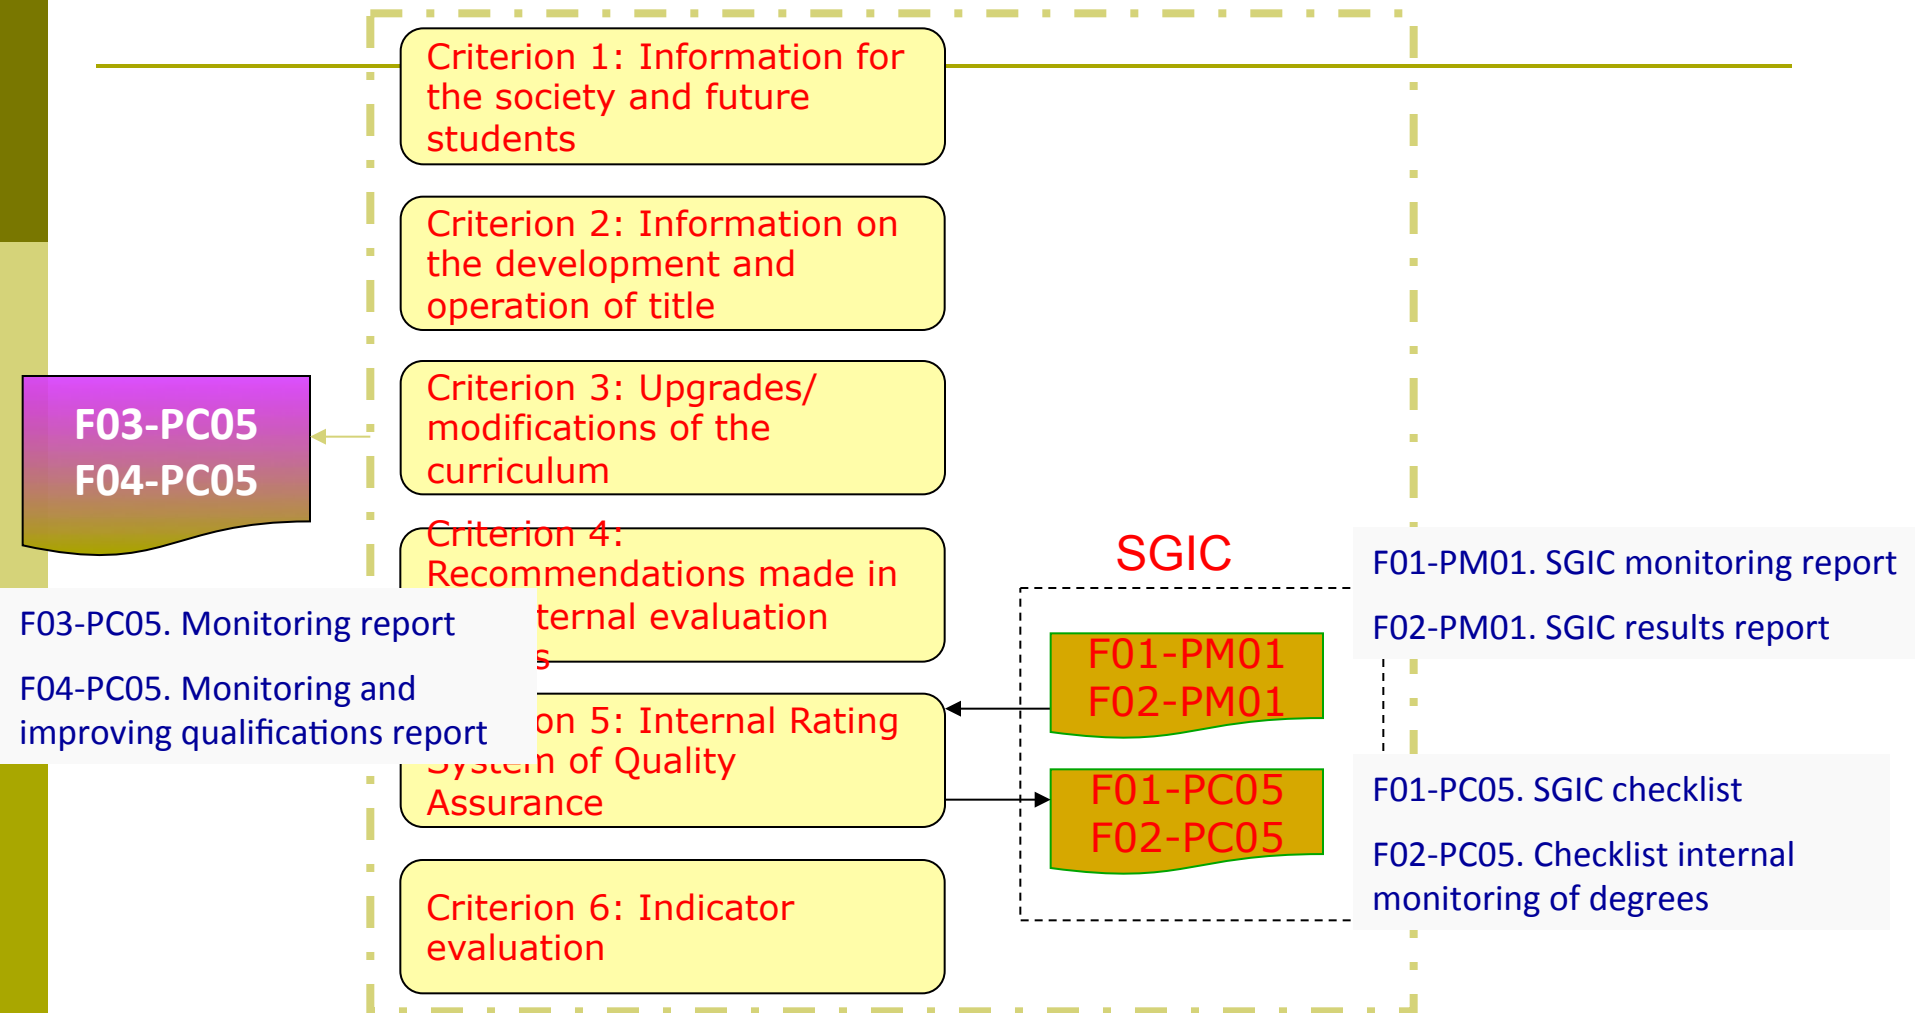 Criterion 1: Information for
the society and future
students
Criterion 2: Information on
the development and
operation of title
Criterion 3: Upgrades/
modifications of the
curriculum
F03-PC05
F04-PC05
Criterion 4:
Recommendations made in
ternal evaluation
s
F03-PC05. Monitoring report
F04-PC05. Monitoring and
improving qualifications report
on 5: Internal Rating
System of Quality
Assurance
Criterion 6: Indicator
evaluation
SGIC
F01-PM01
F02-PM01
F01-PC05
F02-PC05
F01-PM01. SGIC monitoring report
F02-PM01. SGIC results report
F01-PC05. SGIC checklist
F02-PC05. Checklist internal
monitoring of degrees